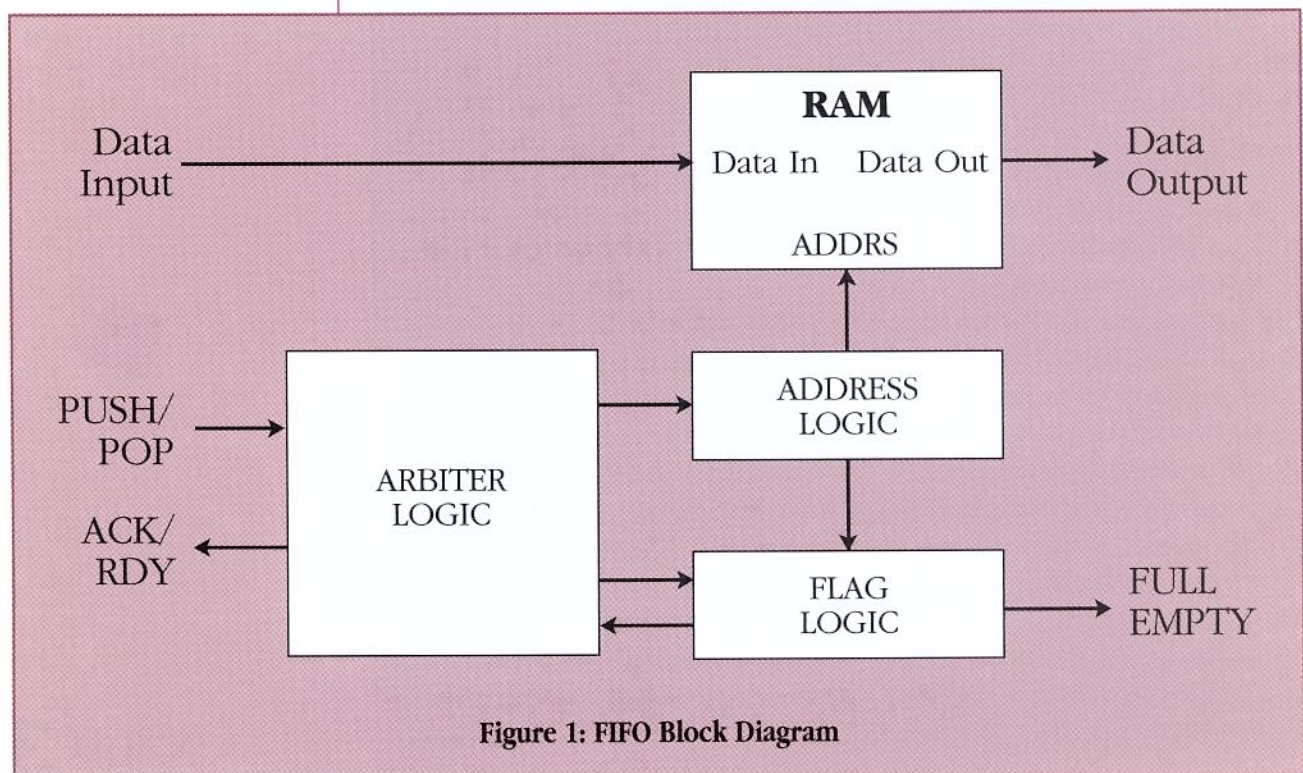 RAM
Data
Input
Data In Data Out
Data
Output
ADDRS
PUSH/
POP
ACK/
RDY
ARBITER
LOGIC
ADDRESS
LOGIC
FLAG
LOGIC
FULL
EMPTY
Figure 1: FIFO Block Diagram